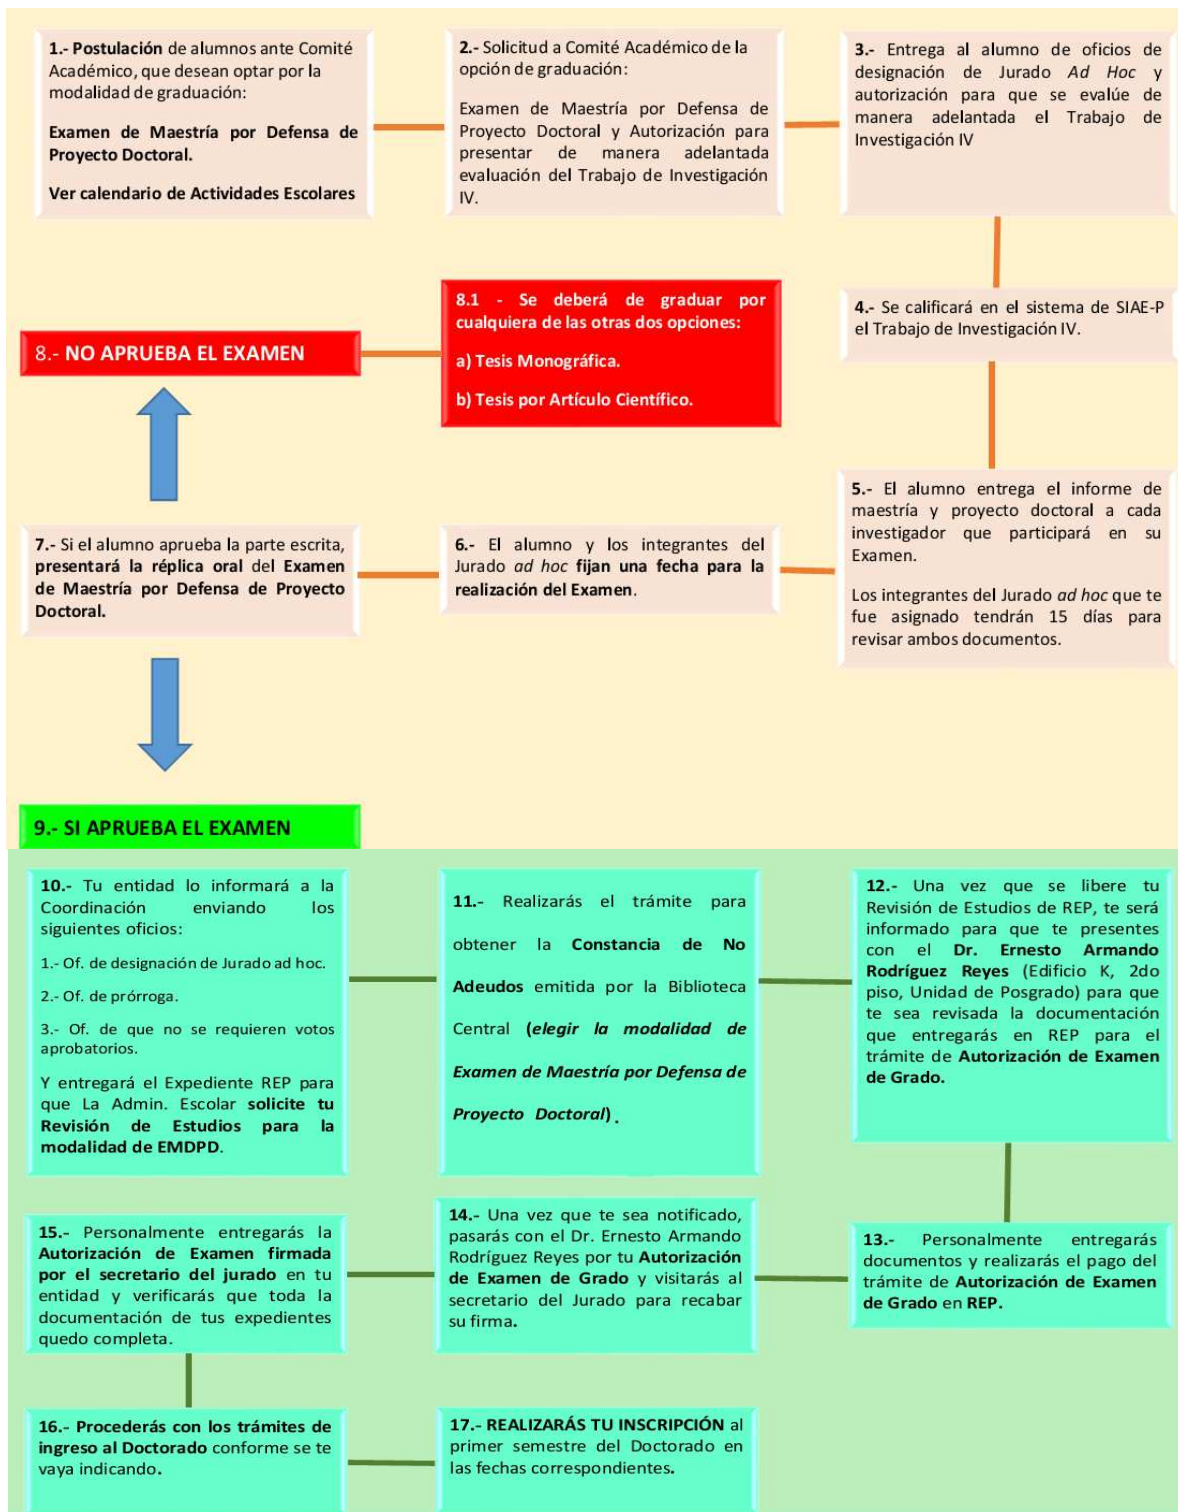 1.- Postulación de alumnos ante Comité
Académico, que desean optar por la
modalidad de graduación:
Examen de Maestría por Defensa de
Proyecto Doctoral.
Ver calendario de Actividades Escolares
2.- Solicitud a Comité Académico de la
opción de graduación:
Examen de Maestría por Defensa de
Proyecto Doctoral y Autorización para
presentar de manera adelantada
evaluación del Trabajo de Investigación
IV.
3.- Entrega al alumno de oficios de
designación de Jurado Ad Hoc y
autorización para que se evalúe de
manera adelantada el Trabajo de
Investigación IV
4.- Se calificará en el sistema de SIAE-P
el Trabajo de Investigación IV.
5.- El alumno entrega el informe de
maestría y proyecto doctoral a cada
investigador que participará en su
Examen.
Los integrantes del Jurado ad hoc que te
fue asignado tendrán 15 días para
revisar ambos documentos.
6.- El alumno y los integrantes del
Jurado ad hoc fijan una fecha para la
realización del Examen.
7.- Si el alumno aprueba la parte escrita,
presentará la réplica oral del Examen
de Maestría por Defensa de Proyecto
Doctoral.
8.- NO APRUEBA EL EXAMEN
8.1 - Se deberá de graduar por
cualquiera de las otras dos opciones:
a) Tesis Monográfica.
b) Tesis por Artículo Científico.
9.- SI APRUEBA EL EXAMEN
10.- Tu entidad lo informará a la
Coordinación enviando los
siguientes oficios:
1.- Of. de designación de Jurado ad hoc.
2.- Of. de prórroga.
3.- Of. de que no se requieren votos
aprobatorios.
Y entregará el Expediente REP para
que La Admin. Escolar solicite tu
Revisión de Estudios para la
modalidad de EMDPD.
11.- Realizarás el trámite para
obtener la Constancia de No
Adeudos emitida por la Biblioteca
Central (elegir la modalidad de
Examen de Maestría por Defensa de
Proyecto Doctoral).
12.- Una vez que se libere tu
Revisión de Estudios de REP, te será
informado para que te presentes
con el Dr. Ernesto Armando
Rodríguez Reyes (Edificio K, 2do
piso, Unidad de Posgrado) para que
te sea revisada la documentación
que entregarás en REP para el
trámite de Autorización de Examen
de Grado.
13.- Personalmente entregarás
documentos y realizarás el pago del
trámite de Autorización de Examen
de Grado en REP.
14.- Una vez que te sea notificado,
pasarás con el Dr. Ernesto Armando
Rodríguez Reyes por tu Autorización
de Examen de Grado y visitarás al
secretario del Jurado para recabar
su firma.
15.- Personalmente entregarás la
Autorización de Examen firmada
por el secretario del jurado en tu
entidad y verificarás que toda la
documentación de tus expedientes
quedo completa.
16.- Procederás con los trámites de
ingreso al Doctorado conforme se te
vaya indicando.
17.- REALIZARÁS TU INSCRIPCIÓN al
primer semestre del Doctorado en
las fechas correspondientes.